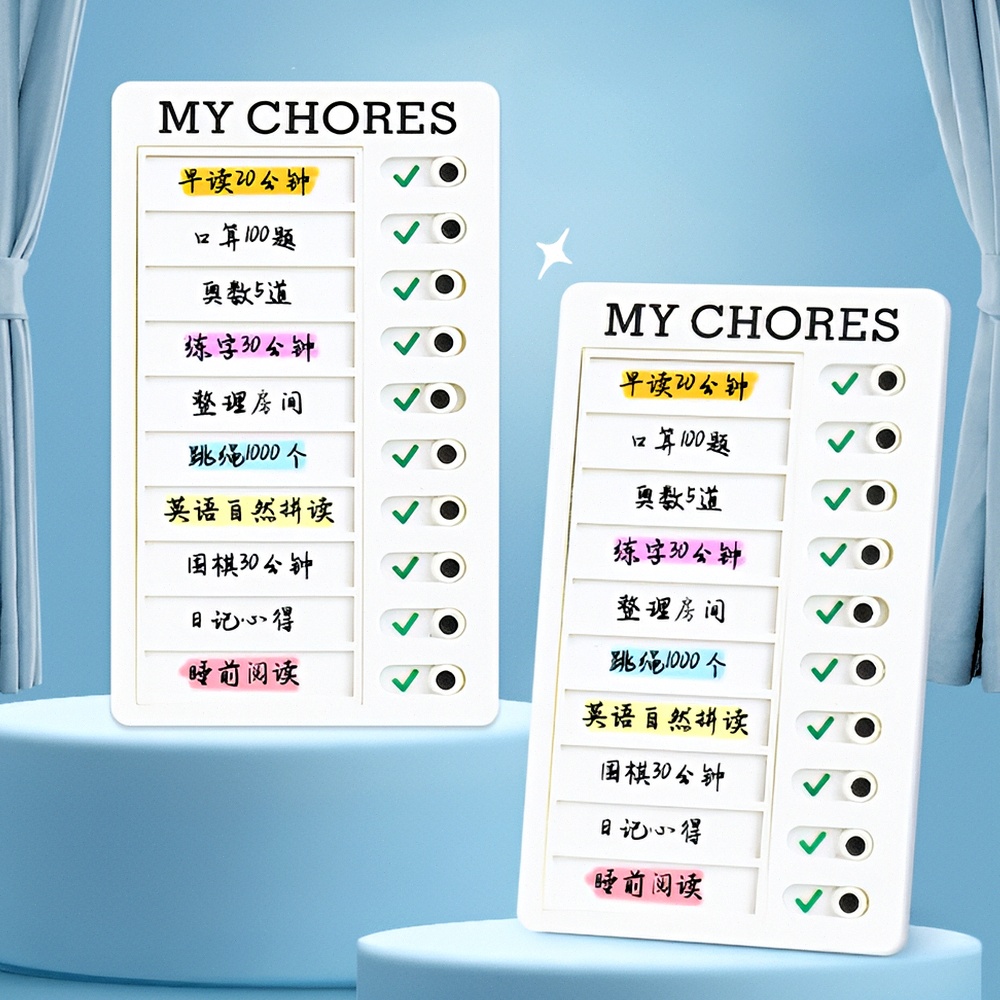 MY CHORES
早读20分钟
口算100题
奥数5道
练字30分钟
整理房间
跳绳1000个
英语自然拼读
围棋30分钟
日记心得
睡前阅读
MY CHORES
早读20分钟
口算100题
奥数5道
练字30分钟
整理房间
跳绳1000个
英语自然拼读
围棋30分钟
日记心得
睡前阅读